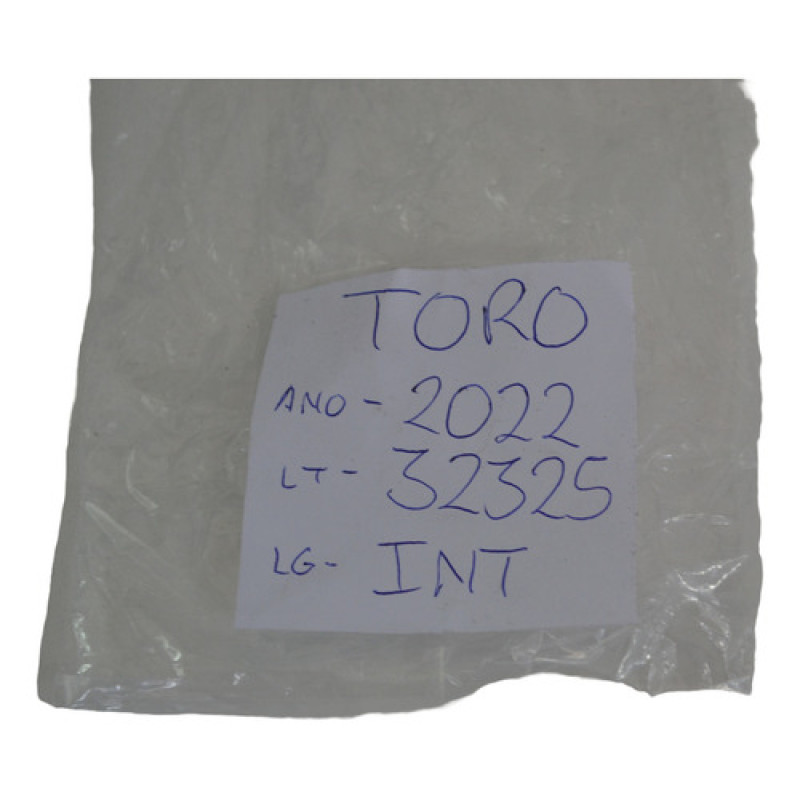 TORO
ANO - 2022
LT - 32325
LG - INT